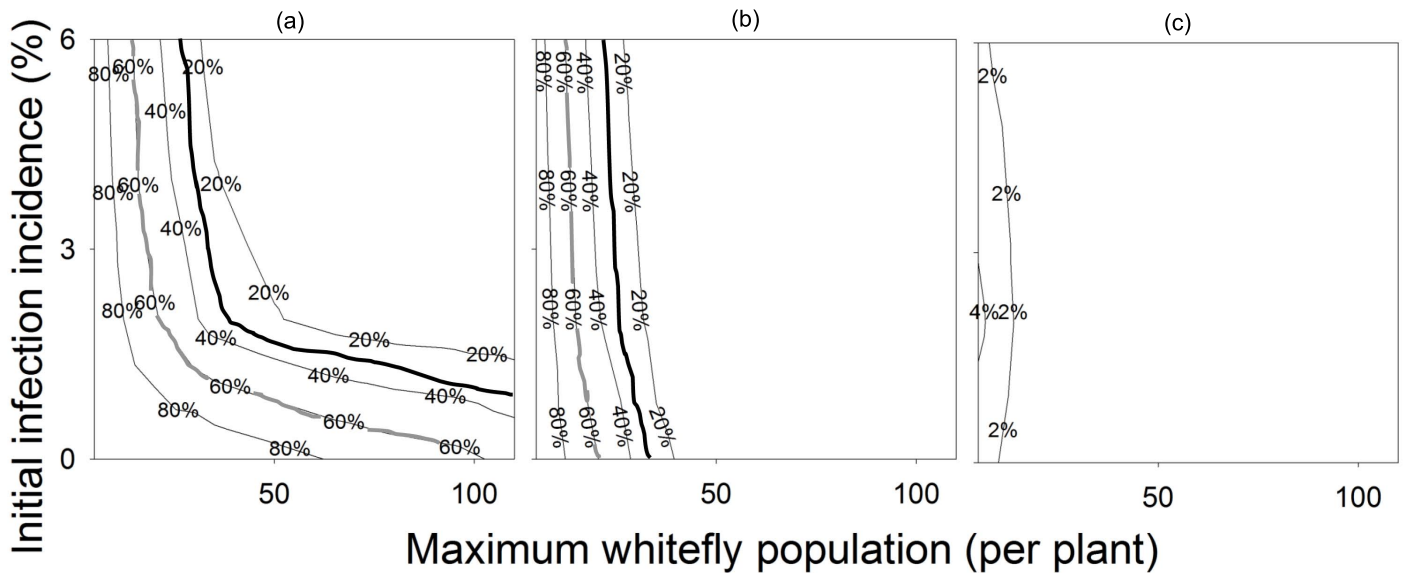 (a) (b) (c)
Initial infection incidence (%)
6
3
0
80% 60% 20%
40%
80% 60% 20%
40%
20%
80% 60%
40% 20% 20%
40%
60% 40%
80% 60%
80% 60%
80% 60% 40% 20%
80% 60% 40% 20%
80% 60% 40% 20%
80% 60% 40% 20%
2%
2%
4% 2%
2%
50 100 50 100 50 100
Maximum whitefly population (per plant)